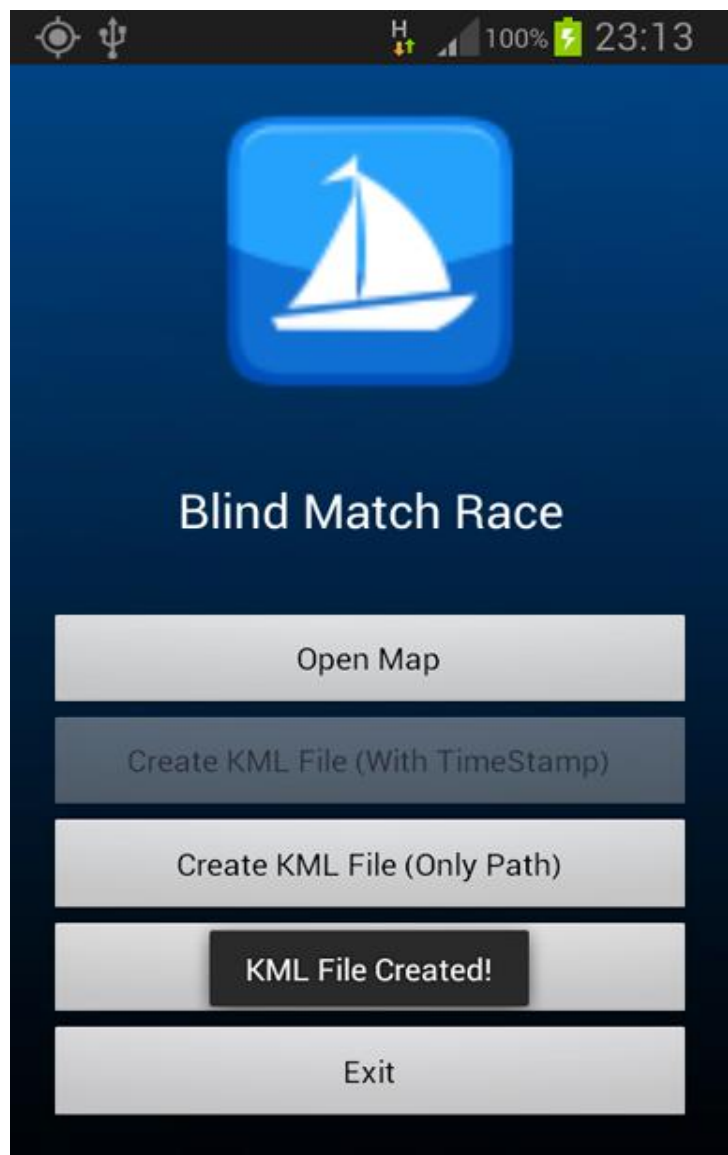 H 100% 23:13
Blind Match Race
Open Map
Create KML File (With TimeStamp)
Create KML File (Only Path)
KML File Created!
Exit